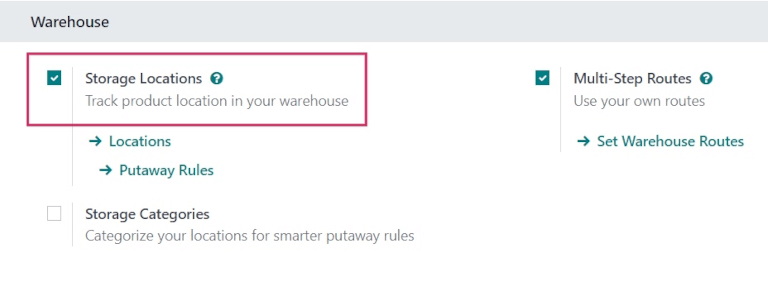 Warehouse
Storage Locations ?
Track product location in your warehouse
→ Locations
→ Putaway Rules
Storage Categories
Categorize your locations for smarter putaway rules
Multi-Step Routes ?
Use your own routes
→ Set Warehouse Routes